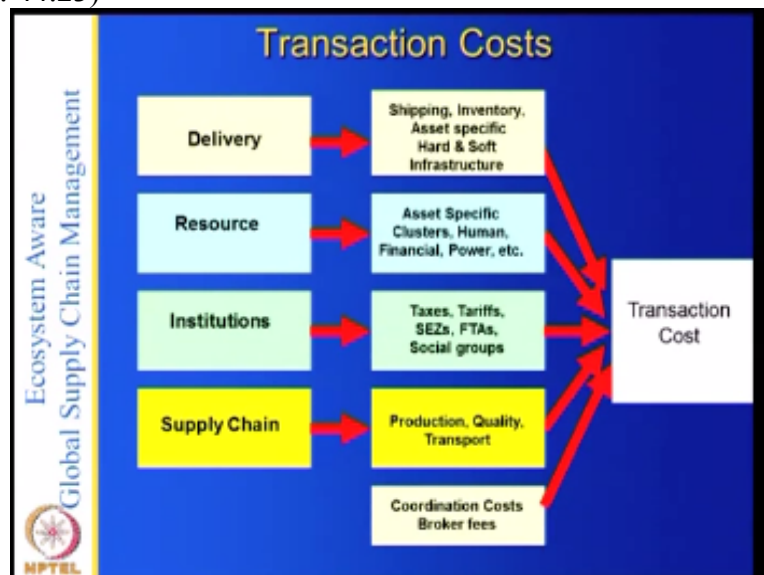 Transaction Costs
Ecosystem Aware
Global Supply Chain Management
Delivery
Shipping, Inventory,
Asset specific
Hard & Soft
Infrastructure
Resource
Asset Specific
Clusters, Human,
Financial, Power, etc.
Institutions
Taxes, Tariffs,
SEZs, FTAs,
Social groups
Supply Chain
Production, Quality,
Transport
Coordination Costs
Broker fees
Transaction
Cost
NPTEL